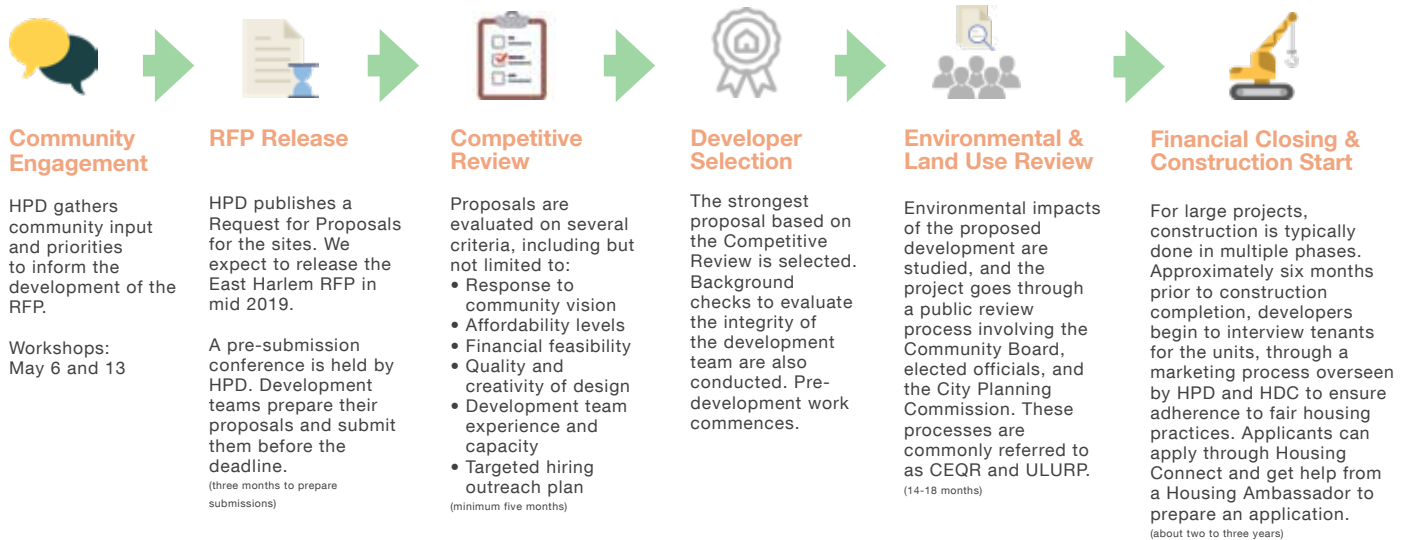 Community
Engagement
HPD gathers
community input
and priorities
to inform the
development of the
RFP.
Workshops:
May 6 and 13
RFP Release
HPD publishes a
Request for Proposals
for the sites. We
expect to release the
East Harlem RFP in
mid 2019.
A pre-submission
conference is held by
HPD. Development
teams prepare their
proposals and submit
them before the
deadline.
(three months to prepare
submissions)
Competitive
Review
Proposals are
evaluated on several
criteria, including but
not limited to:
• Response to
community vision
• Affordability levels
• Financial feasibility
• Quality and
creativity of design
• Development team
experience and
capacity
• Targeted hiring
outreach plan
(minimum five months)
Developer
Selection
The strongest
proposal based on
the Competitive
Review is selected.
Background
checks to evaluate
the integrity of
the development
team are also
conducted. Pre-
development work
commences.
Environmental &
Land Use Review
Environmental impacts
of the proposed
development are
studied, and the
project goes through
a public review
process involving the
Community Board,
elected officials, and
the City Planning
Commission. These
processes are
commonly referred to
as CEQR and ULURP.
(14-18 months)
Financial Closing &
Construction Start
For large projects,
construction is typically
done in multiple phases.
Approximately six months
prior to construction
completion, developers
begin to interview tenants
for the units, through a
marketing process overseen
by HPD and HDC to ensure
adherence to fair housing
practices. Applicants can
apply through Housing
Connect and get help from
a Housing Ambassador to
prepare an application.
(about two to three years)